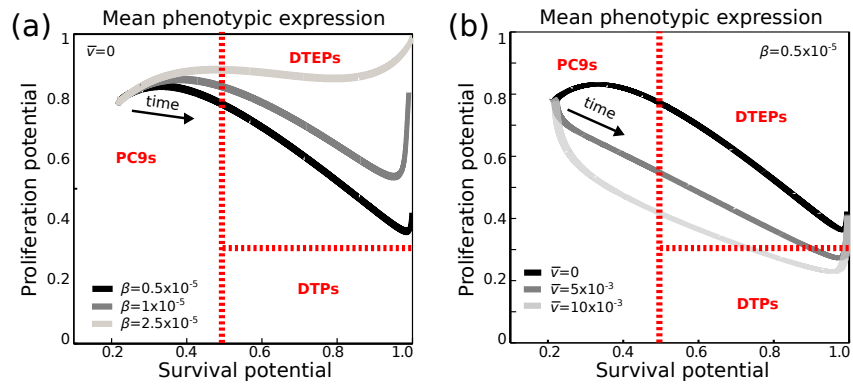 (a)
Mean phenotypic expression
v̅=0
DTEPs
time
PC9s
DTPs
β=0.5x10⁻⁵
β=1x10⁻⁵
β=2.5x10⁻⁵
Proliferation potential
1
0.8
0.6
0.4
0.2
0
0.2
0.4
0.6
0.8
1.0
Survival potential
(b)
Mean phenotypic expression
β=0.5x10⁻⁵
PC9s
time
DTEPs
DTPs
v̅=0
v̅=5x10⁻³
v̅=10x10⁻³
Proliferation potential
1
0.8
0.6
0.4
0.2
0
0.2
0.4
0.6
0.8
1.0
Survival potential